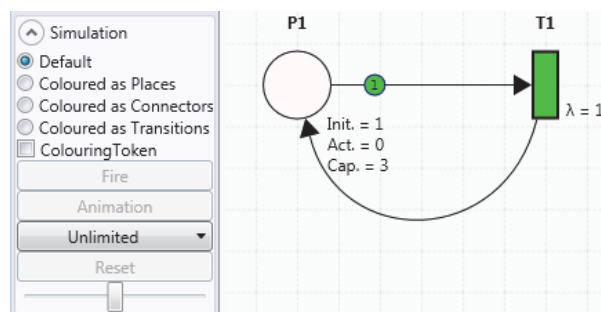 Simulation
Default
Coloured as Places
Coloured as Connectors
Coloured as Transitions
ColouringToken
Fire
Animation
Unlimited
Reset
P1
T1
1
λ = 1
Init. = 1
Act. = 0
Cap. = 3